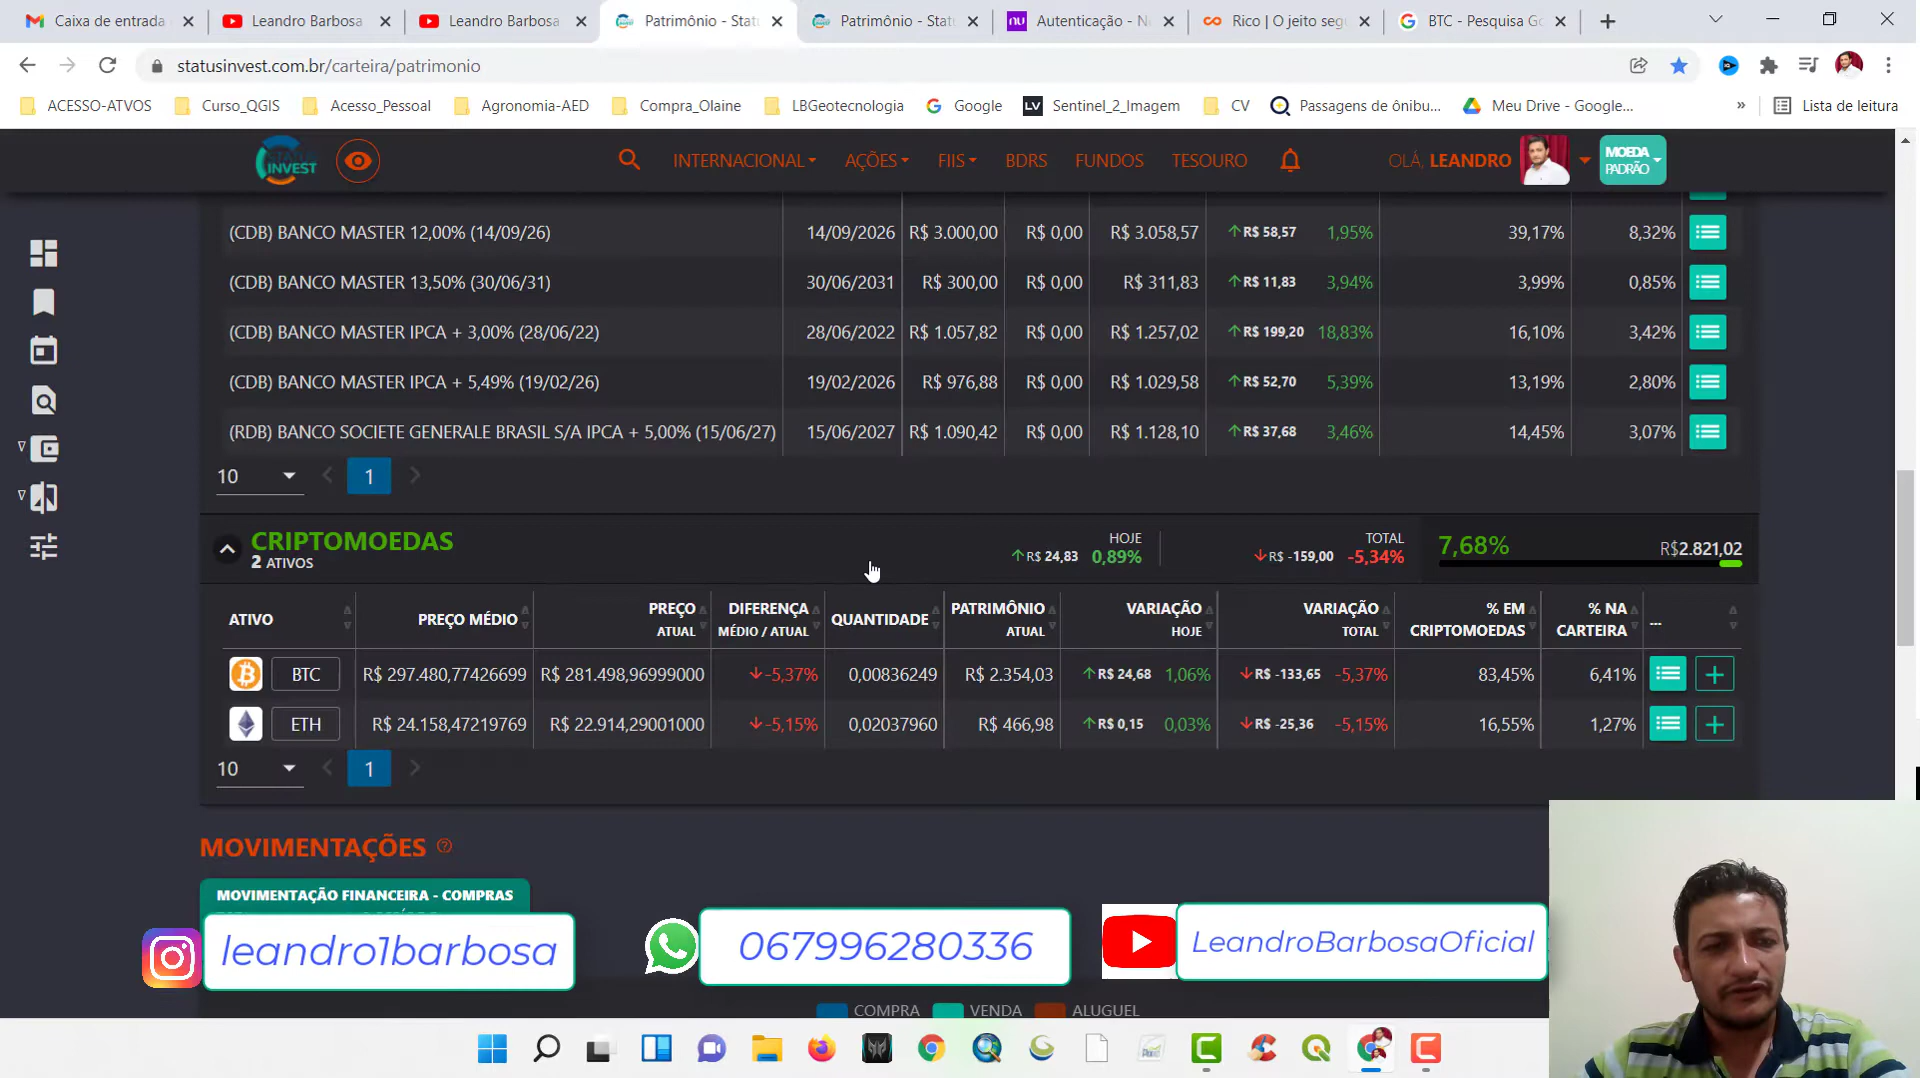 Caixa de entrada
Leandro Barbosa
Leandro Barbosa
Patrimônio - Statu
Patrimônio - Statu
Autenticação - N
Rico | O jeito seg
BTC - Pesquisa Go
statusinvest.com.br/carteira/patrimonio
ACESSO-ATVOS
Curso_QGIS
Acesso_Pessoal
Agronomia-AED
Compra_Olaine
LBGeotecnologia
Google
LV
Sentinel_2_Imagem
CV
Passagens de ônibu...
Meu Drive - Google...
»
Lista de leitura
STATUS
INVEST
INTERNACIONAL
AÇÕES
FIIS
BDRS
FUNDOS
TESOURO
OLÁ, LEANDRO
MOEDA
PADRÃO
(CDB) BANCO MASTER 12,00% (14/09/26) 14/09/2026 R$ 3.000,00 R$ 0,00 R$ 3.058,57 R$ 58,57 1,95% 39,17% 8,32%
(CDB) BANCO MASTER 13,50% (30/06/31) 30/06/2031 R$ 300,00 R$ 0,00 R$ 311,83 R$ 11,83 3,94% 3,99% 0,85%
(CDB) BANCO MASTER IPCA + 3,00% (28/06/22) 28/06/2022 R$ 1.057,82 R$ 0,00 R$ 1.257,02 R$ 199,20 18,83% 16,10% 3,42%
(CDB) BANCO MASTER IPCA + 5,49% (19/02/26) 19/02/2026 R$ 976,88 R$ 0,00 R$ 1.029,58 R$ 52,70 5,39% 13,19% 2,80%
(RDB) BANCO SOCIETE GENERALE BRASIL S/A IPCA + 5,00% (15/06/27) 15/06/2027 R$ 1.090,42 R$ 0,00 R$ 1.128,10 R$ 37,68 3,46% 14,45% 3,07%
10 1
CRIPTOMOEDAS
2 ATIVOS
HOJE
R$ 24,83 0,89%
TOTAL
R$ -159,00 -5,34%
7,68% R$2.821,02
ATIVO
PREÇO MÉDIO
PREÇO
ATUAL
DIFERENÇA
MÉDIO / ATUAL
QUANTIDADE
PATRIMÔNIO
ATUAL
VARIAÇÃO
HOJE
VARIAÇÃO
TOTAL
% EM
CRIPTOMOEDAS
% NA
CARTEIRA
---
BTC R$ 297.480,77426699 R$ 281.498,96999000 -5,37% 0,00836249 R$ 2.354,03 R$ 24,68 1,06% R$ -133,65 -5,37% 83,45% 6,41%
ETH R$ 24.158,47219769 R$ 22.914,29001000 -5,15% 0,02037960 R$ 466,98 R$ 0,15 0,03% R$ -25,36 -5,15% 16,55% 1,27%
10 1
MOVIMENTAÇÕES
MOVIMENTAÇÃO FINANCEIRA - COMPRAS
leandro1barbosa
067996280336
LeandroBarbosaOficial
COMPRA
VENDA
ALUGUEL